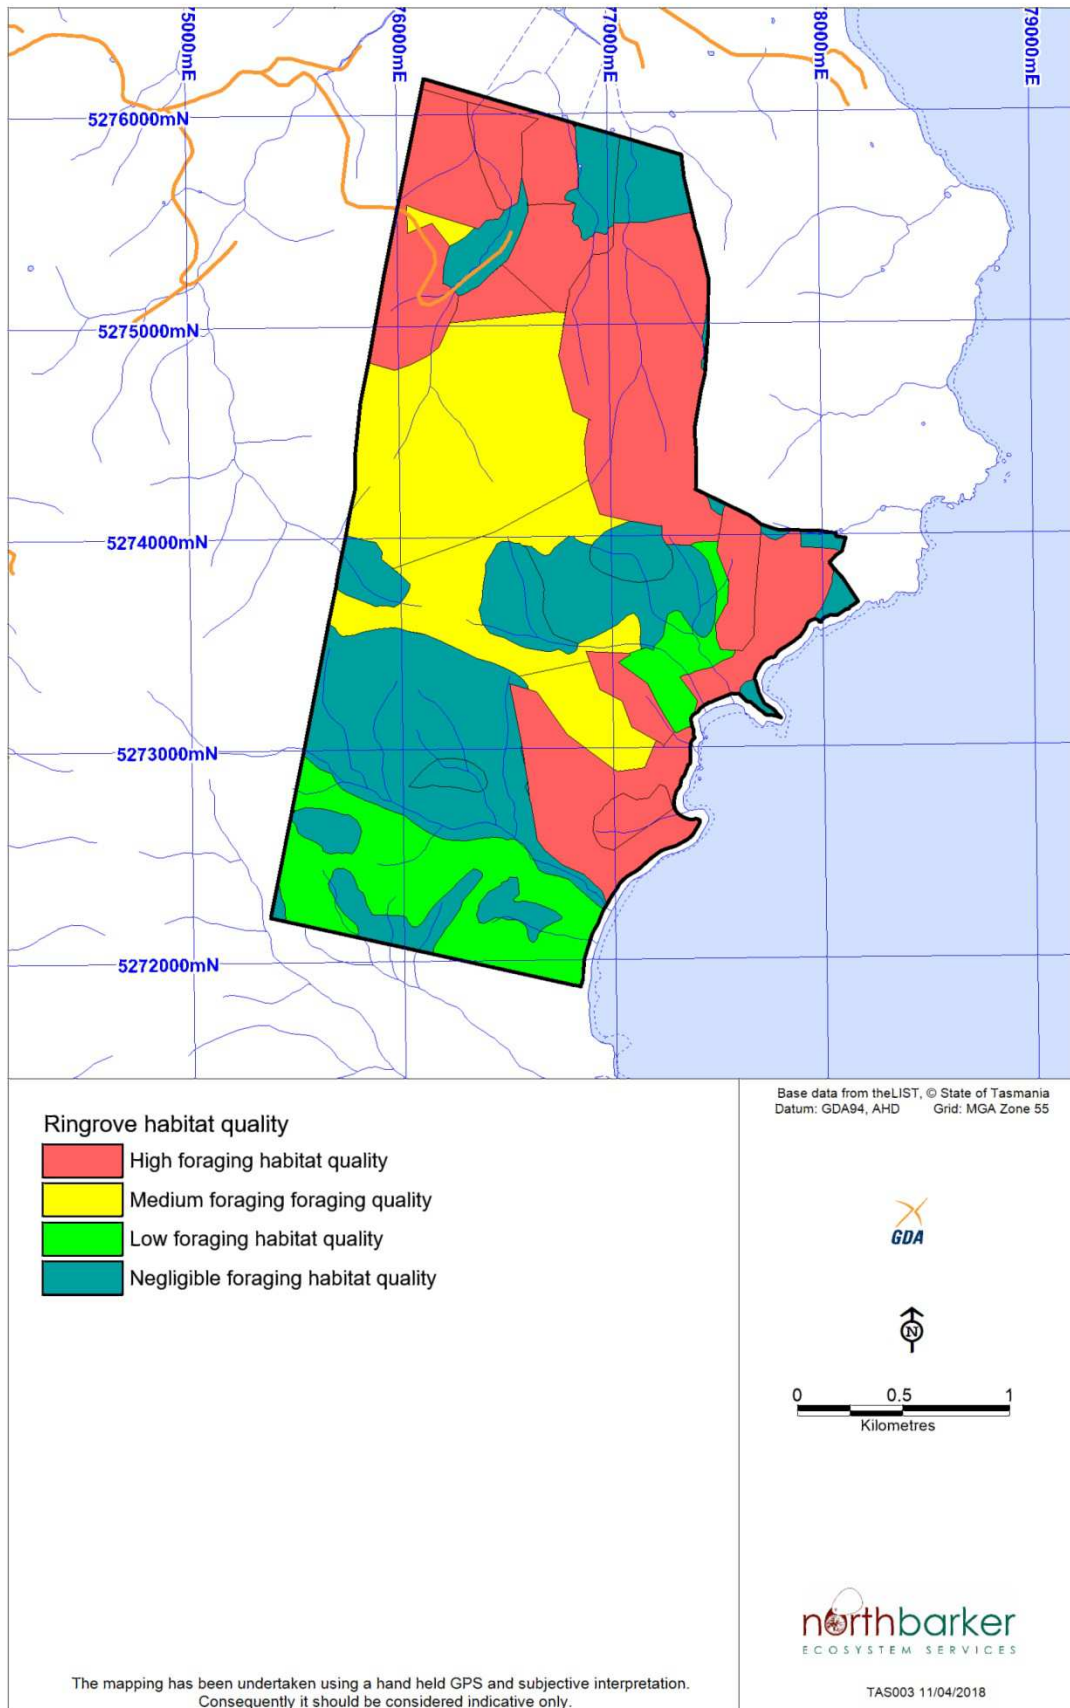 75000mE
76000mE
77000mE
78000mE
79000mE
5276000mN
5275000mN
5274000mN
5273000mN
5272000mN
Ringrove habitat quality
High foraging habitat quality
Medium foraging foraging quality
Low foraging habitat quality
Negligible foraging habitat quality
Base data from theLIST, © State of Tasmania
Datum: GDA94, AHD Grid: MGA Zone 55
GDA
N
0 0.5 1
Kilometres
northbarker
ECOSYSTEM SERVICES
The mapping has been undertaken using a hand held GPS and subjective interpretation.
Consequently it should be considered indicative only.
TAS003 11/04/2018